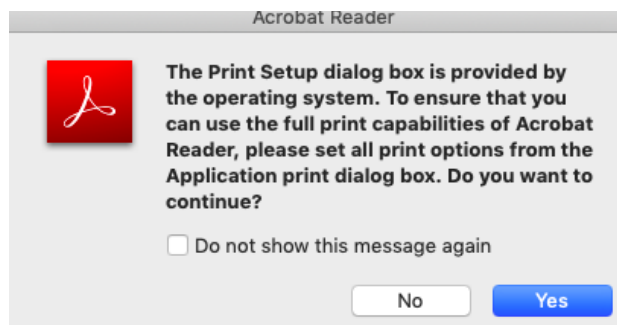 Acrobat Reader
The Print Setup dialog box is provided by
the operating system. To ensure that you
can use the full print capabilities of Acrobat
Reader, please set all print options from the
Application print dialog box. Do you want to
continue?
Do not show this message again
No Yes